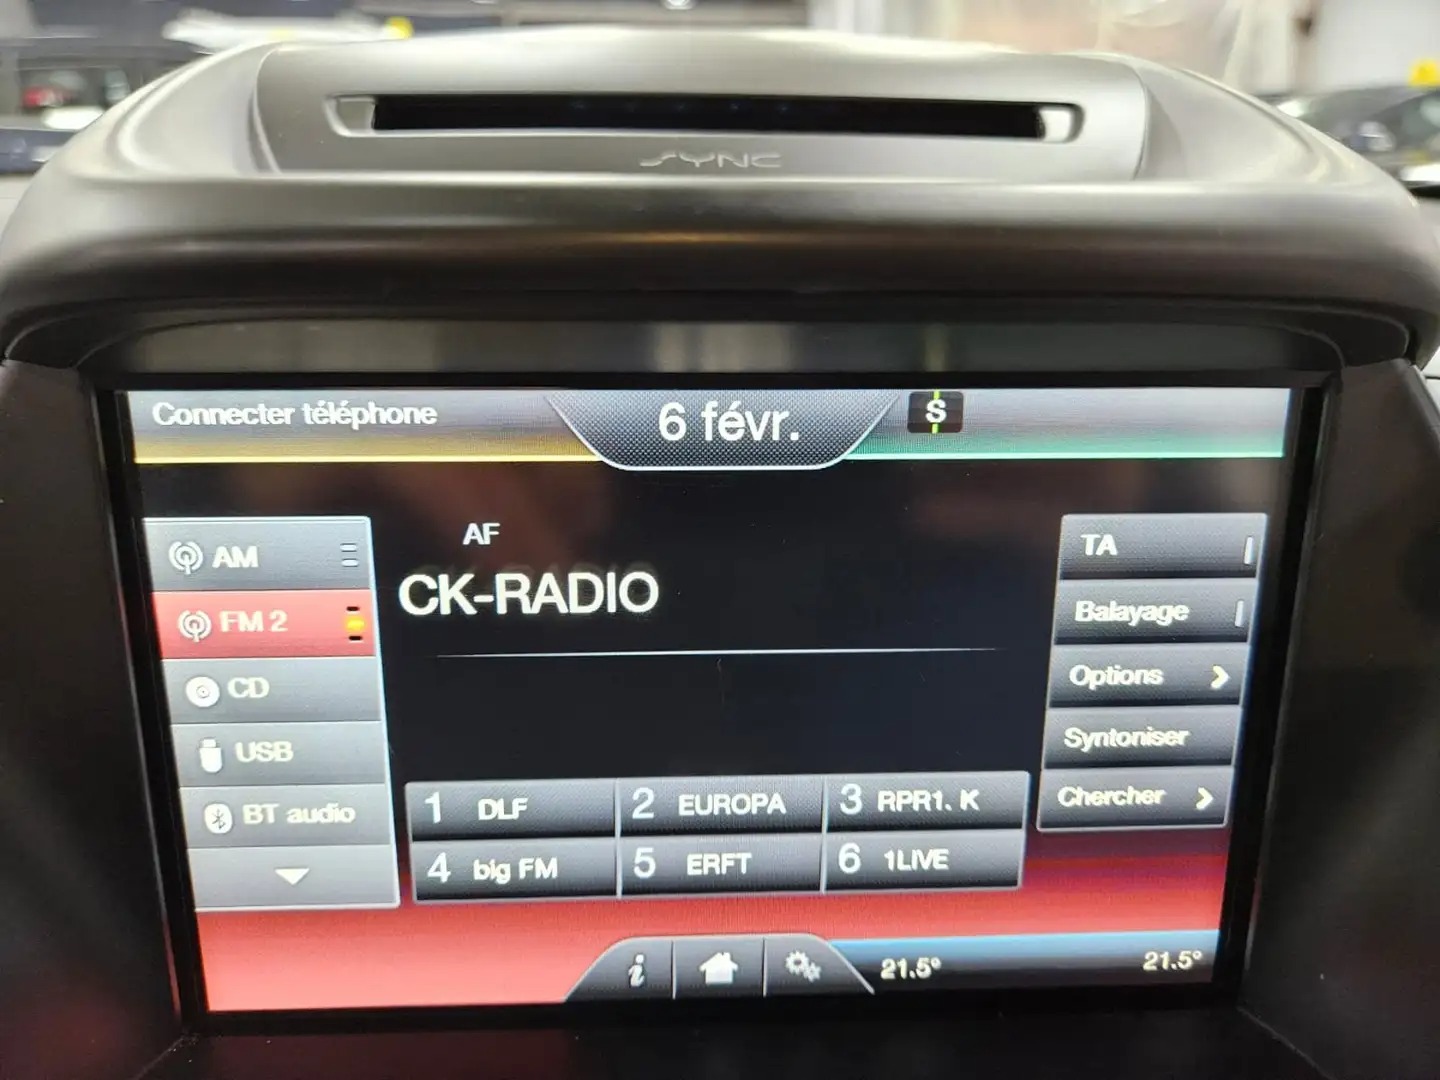 SYNC
Connecter téléphone
6 févr.
S
AM
FM 2
CD
USB
BT audio
AF
CK-RADIO
TA
Balayage
Options
Syntoniser
Chercher
1 DLF
2 EUROPA
3 RPR1. K
4 big FM
5 ERFT
6 1LIVE
i
21.5°
21.5°